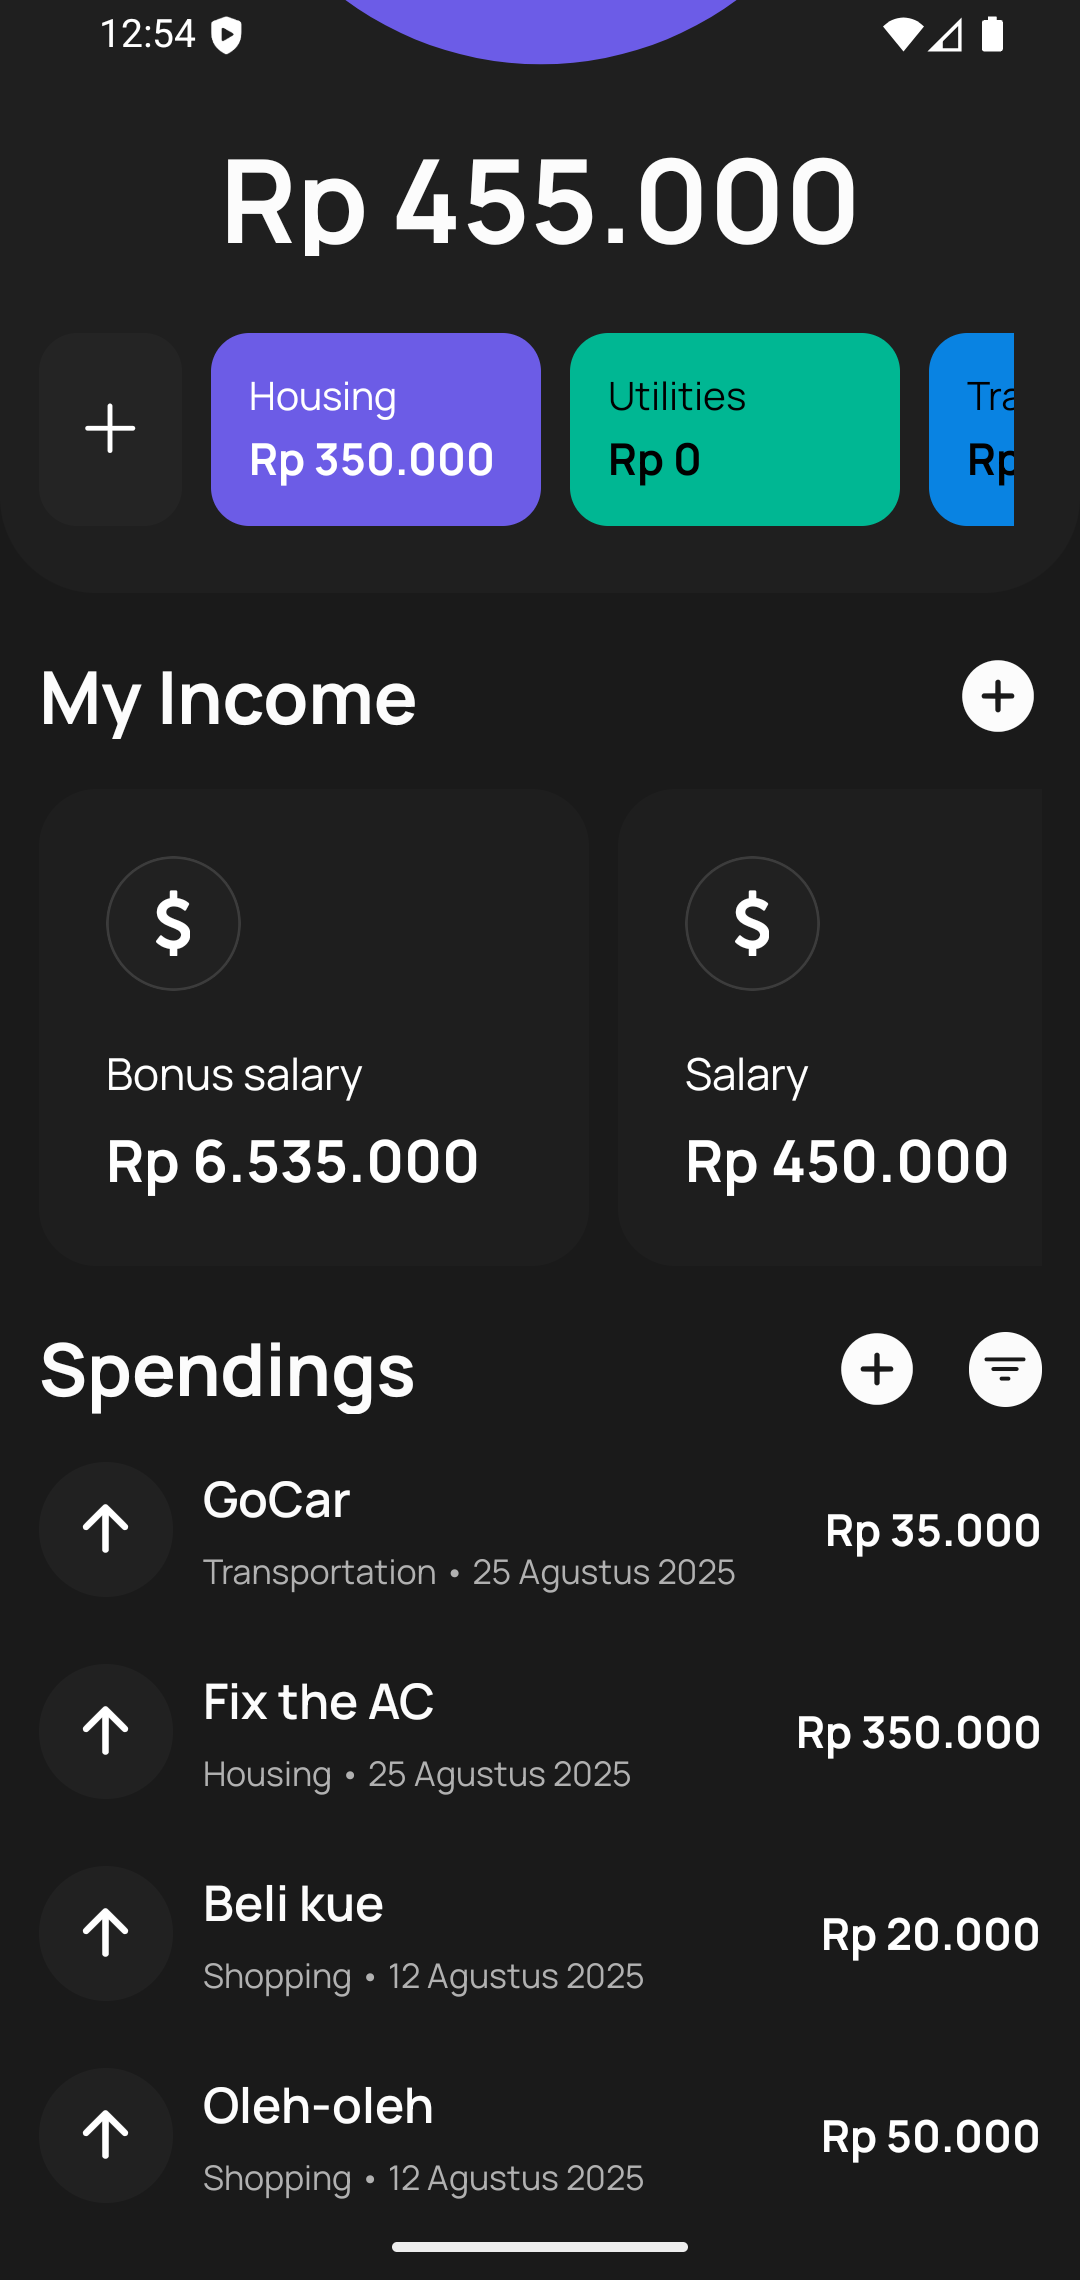 12:54
Rp 455.000
Housing
Rp 350.000
Utilities
Rp 0
Rp
My Income
Bonus salary
Rp 6.535.000
Salary
Rp 450.000
Spendings
GoCar
Transportation • 25 Agustus 2025
Rp 35.000
Fix the AC
Housing • 25 Agustus 2025
Rp 350.000
Beli kue
Shopping • 12 Agustus 2025
Rp 20.000
Oleh-oleh
Shopping • 12 Agustus 2025
Rp 50.000